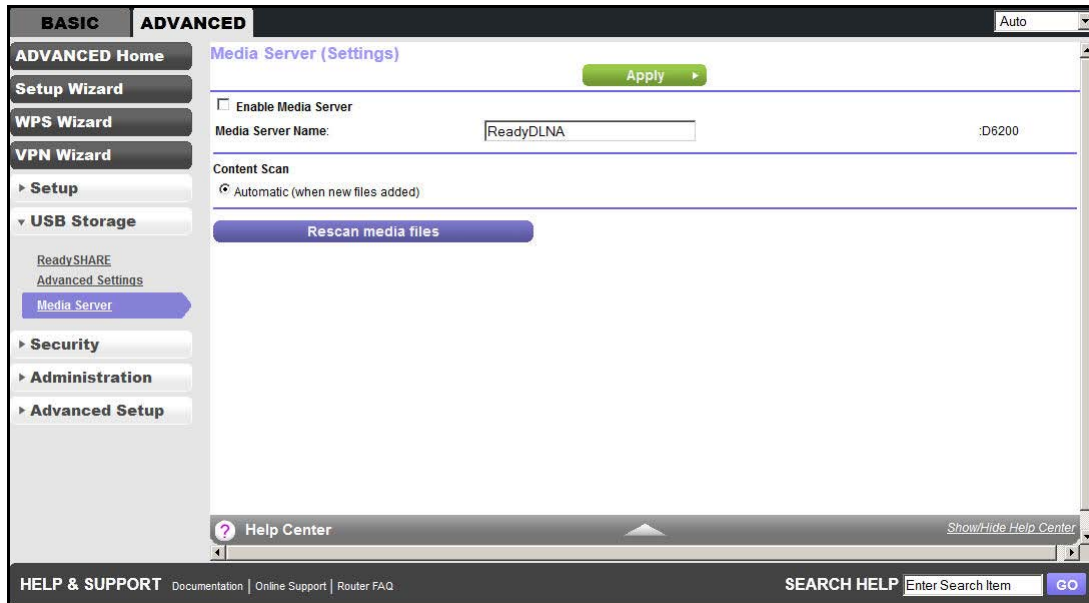 BASIC ADVANCED Auto
ADVANCED Home
Setup Wizard
WPS Wizard
VPN Wizard
Setup
USB Storage
ReadySHARE
Advanced Settings
Media Server
Security
Administration
Advanced Setup
Media Server (Settings)
Apply
Enable Media Server
Media Server Name: ReadyDLNA :D6200
Content Scan
Automatic (when new files added)
Rescan media files
? Help Center Show/Hide Help Center
HELP & SUPPORT Documentation | Online Support | Router FAQ SEARCH HELP Enter Search Item GO